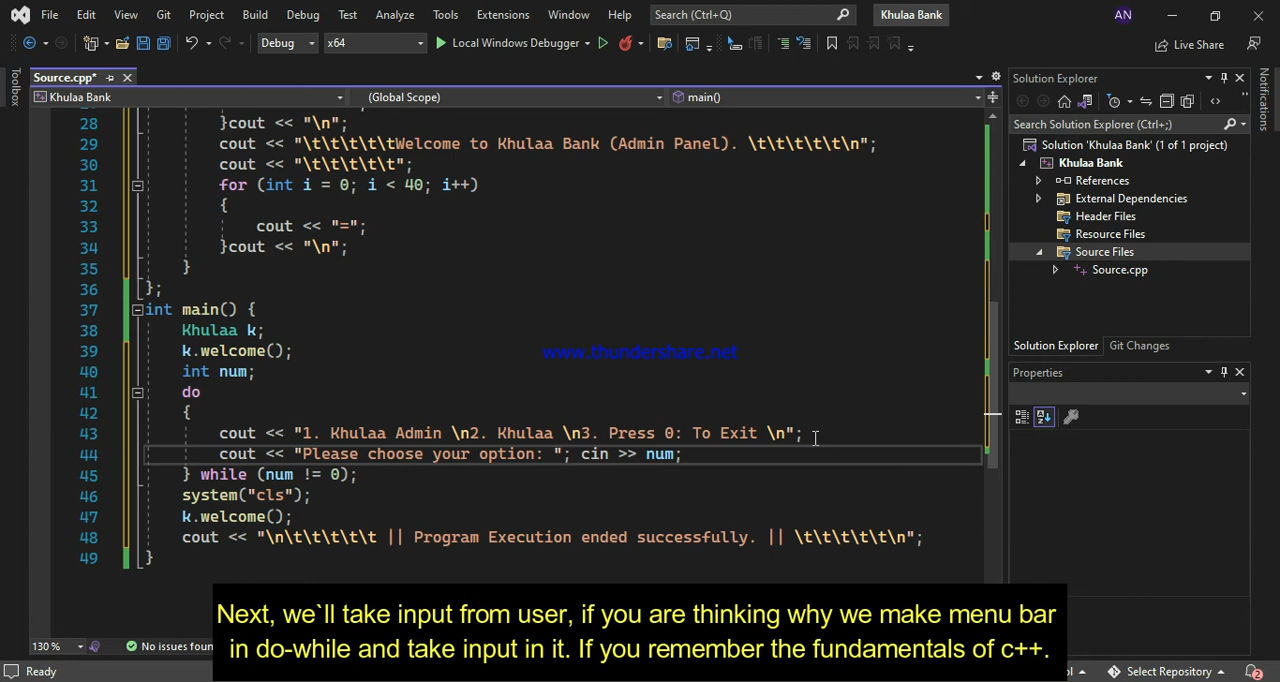 File Edit View Git Project Build Debug Test Analyze Tools Extensions Window Help Search (Ctrl+Q) Khulaa Bank AN
Debug x64 Local Windows Debugger Live Share
Toolbox
Source.cpp*
Khulaa Bank (Global Scope) main()
28 }cout << "\n";
29 cout << "\t\t\t\t\tWelcome to Khulaa Bank (Admin Panel). \t\t\t\t\t\n";
30 cout << "\t\t\t\t\t";
31 for (int i = 0; i < 40; i++)
32 {
33 cout << "=";
34 }cout << "\n";
35 }
36 };
37 int main() {
38 Khulaa k;
39 k.welcome();
40 int num;
41 do
42 {
43 cout << "1. Khulaa Admin \n2. Khulaa \n3. Press 0: To Exit \n";
44 cout << "Please choose your option: "; cin >> num;
45 } while (num != 0);
46 system("cls");
47 k.welcome();
48 cout << "\n\t\t\t\t\t || Program Execution ended successfully. || \t\t\t\t\t\n";
49 }
www.thundershare.net
Solution Explorer
Search Solution Explorer (Ctrl+;)
Solution 'Khulaa Bank' (1 of 1 project)
Khulaa Bank
References
External Dependencies
Header Files
Resource Files
Source Files
Source.cpp
Solution Explorer Git Changes
Properties
Notifications
130 % No issues foun
Ready Select Repository 2
Next, we`ll take input from user, if you are thinking why we make menu bar
in do-while and take input in it. If you remember the fundamentals of c++.